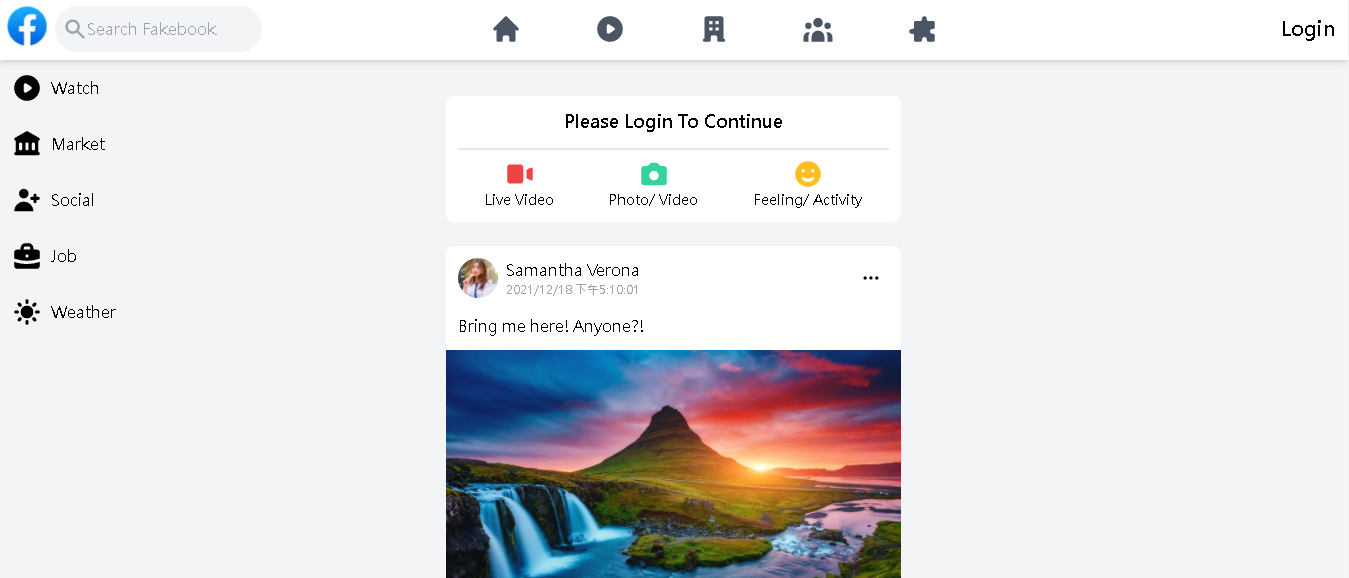 Search Fakebook
Login
Watch
Market
Social
Job
Weather
Please Login To Continue
Live Video
Photo/ Video
Feeling/ Activity
Samantha Verona
2021/12/18 下午5:10:01
Bring me here! Anyone?!